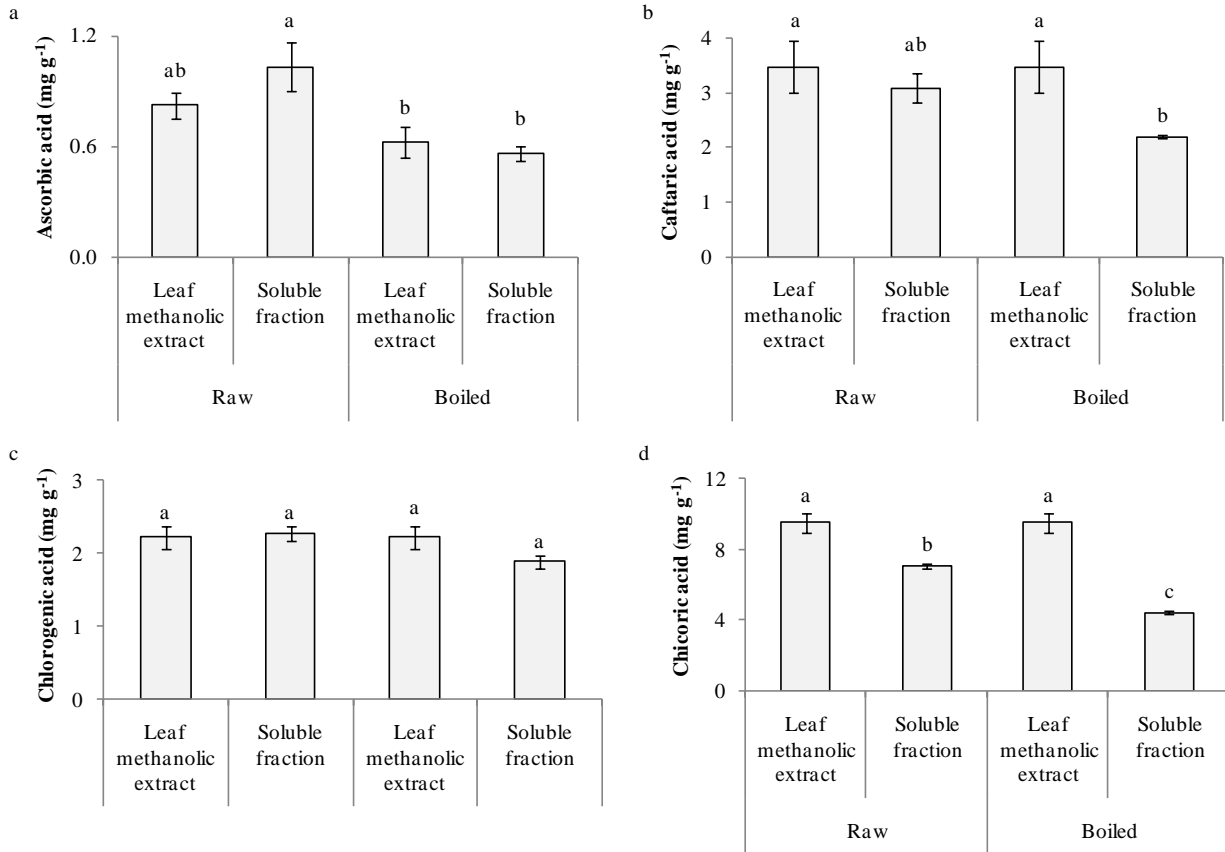 a
Ascorbic acid (mg g-1)
1.2
0.6
0.0
ab
a
b
b
Leaf methanolic extract
Soluble fraction
Leaf methanolic extract
Soluble fraction
Raw
Boiled
b
Caftaric acid (mg g-1)
4
3
2
1
0
a
ab
a
b
Leaf methanolic extract
Soluble fraction
Leaf methanolic extract
Soluble fraction
Raw
Boiled
c
Chlorogenic acid (mg g-1)
3
2
1
0
a
a
a
a
Leaf methanolic extract
Soluble fraction
Leaf methanolic extract
Soluble fraction
d
Chicoric acid (mg g-1)
12
8
4
0
a
b
a
c
Leaf methanolic extract
Soluble fraction
Leaf methanolic extract
Soluble fraction
Raw
Boiled